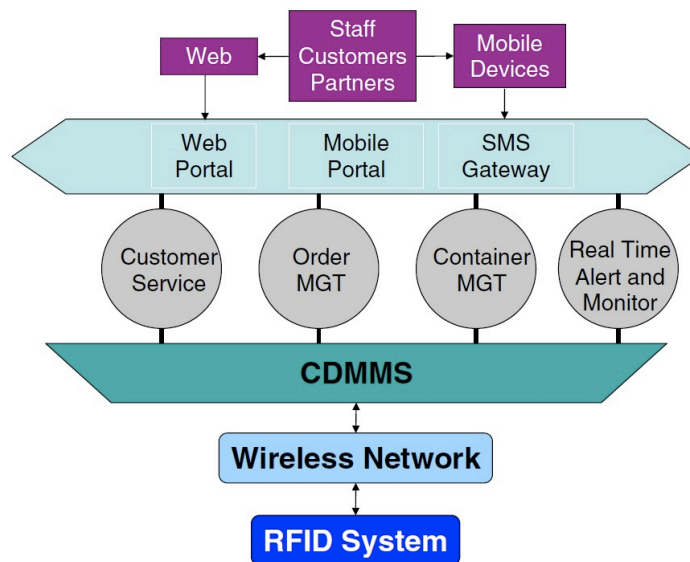 Staff
Customers
Partners
Web
Mobile
Devices
Web
Portal
Mobile
Portal
SMS
Gateway
Customer
Service
Order
MGT
Container
MGT
Real Time
Alert and
Monitor
CDMMS
Wireless Network
RFID System